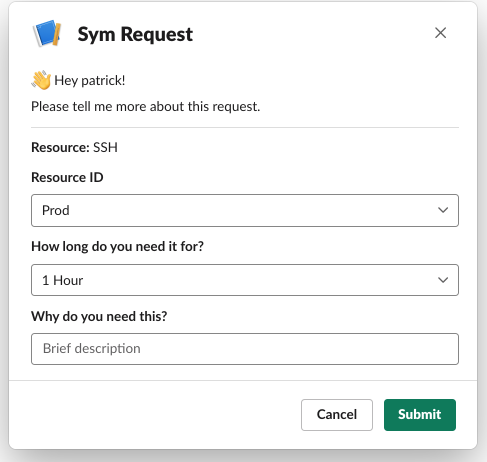 Sym Request
👋 Hey patrick!
Please tell me more about this request.
Resource: SSH
Resource ID
Prod
How long do you need it for?
1 Hour
Why do you need this?
Brief description
Cancel
Submit